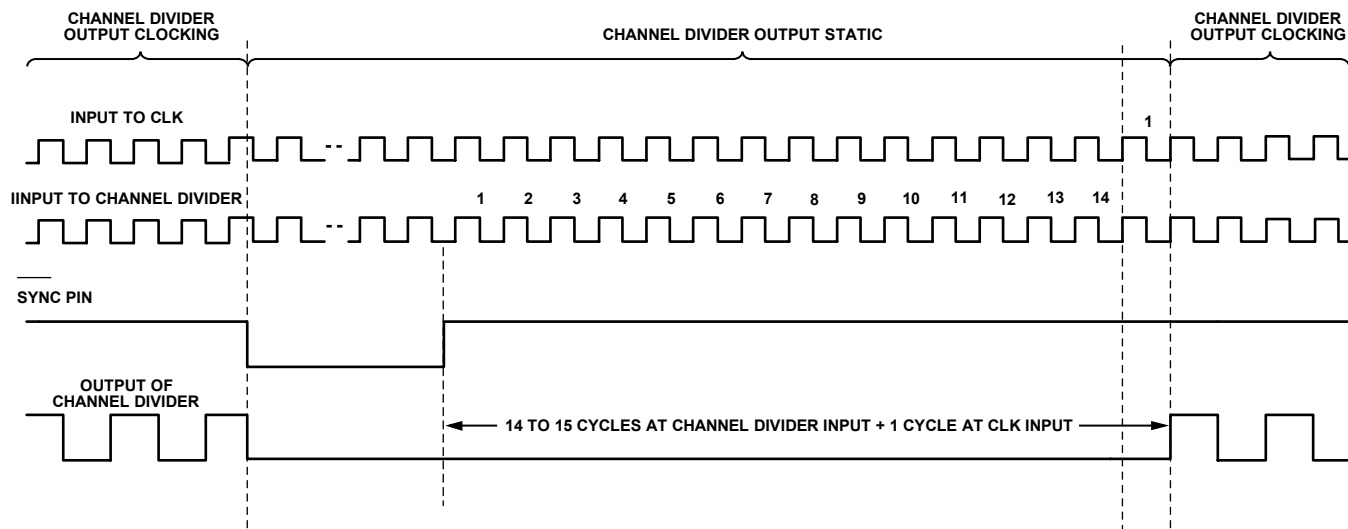 CHANNEL DIVIDER
OUTPUT CLOCKING
CHANNEL DIVIDER OUTPUT STATIC
CHANNEL DIVIDER
OUTPUT CLOCKING
INPUT TO CLK
1
IINPUT TO CHANNEL DIVIDER
1 2 3 4 5 6 7 8 9 10 11 12 13 14
SYNC PIN
OUTPUT OF
CHANNEL DIVIDER
14 TO 15 CYCLES AT CHANNEL DIVIDER INPUT + 1 CYCLE AT CLK INPUT